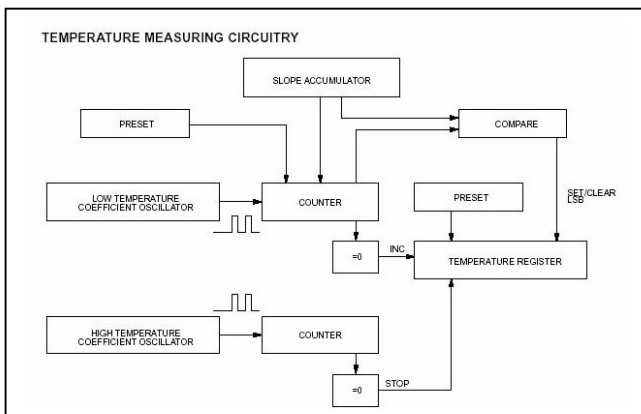 TEMPERATURE MEASURING CIRCUITRY
SLOPE ACCUMULATOR
PRESET
COMPARE
LOW TEMPERATURE
COEFFICIENT OSCILLATOR
COUNTER
PRESET
SET/CLEAR
LSB
=0
INC
TEMPERATURE REGISTER
HIGH TEMPERATURE
COEFFICIENT OSCILLATOR
COUNTER
=0
STOP